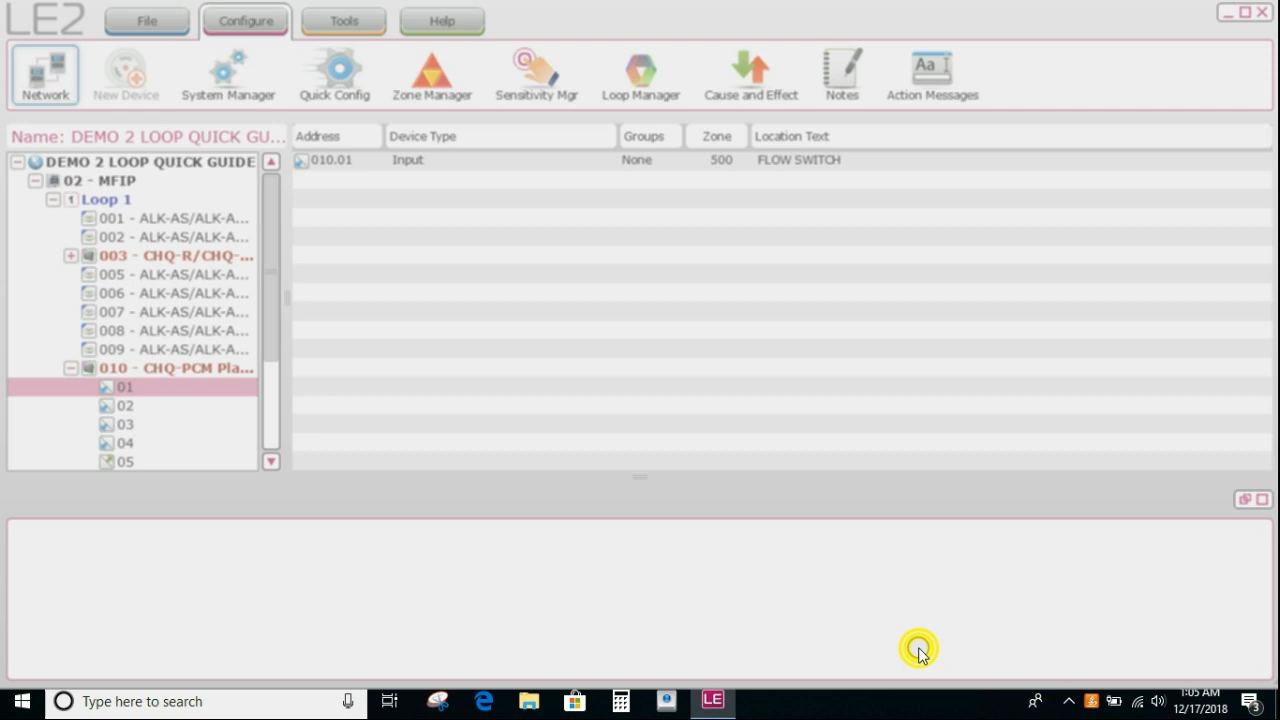 LE2
File
Configure
Tools
Help
Network
New Device
System Manager
Quick Config
Zone Manager
Sensitivity Mgr
Loop Manager
Cause and Effect
Notes
Aa
Action Messages
Name: DEMO 2 LOOP QUICK GU...
Address
Device Type
Groups
Zone
Location Text
DEMO 2 LOOP QUICK GUIDE
010.01
Input
None
500
FLOW SWITCH
02 - MFIP
1 Loop 1
001 - ALK-AS/ALK-A...
002 - ALK-AS/ALK-A...
003 - CHQ-R/CHQ-...
005 - ALK-AS/ALK-A...
006 - ALK-AS/ALK-A...
007 - ALK-AS/ALK-A...
008 - ALK-AS/ALK-A...
009 - ALK-AS/ALK-A...
010 - CHQ-PCM Pla...
01
02
03
04
05
Type here to search
LE
1:05 AM
12/17/2018
3